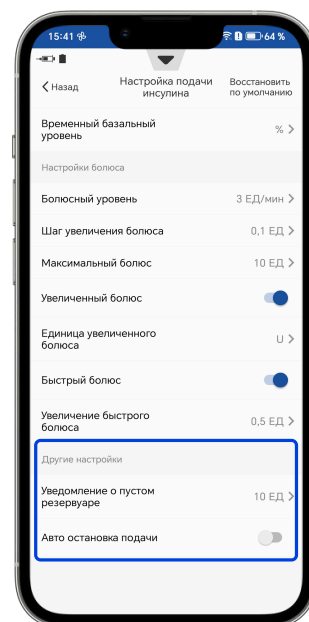 15:41
64 %
Назад
Настройка подачи
инсулина
Восстановить
по умолчанию
Временный базальный
уровень
%
Настройки болюса
Болюсный уровень
3 ЕД/мин
Шаг увеличения болюса
0,1 ЕД
Максимальный болюс
10 ЕД
Увеличенный болюс
Единица увеличенного
болюса
U
Быстрый болюс
Увеличение быстрого
болюса
0,5 ЕД
Другие настройки
Уведомление о пустом
резервуаре
10 ЕД
Авто остановка подачи